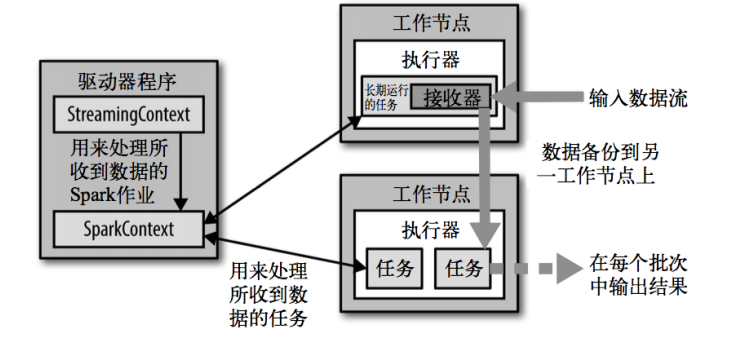 驱动器程序
StreamingContext
用来处理所
收到数据的
Spark作业
SparkContext
工作节点
执行器
长期运行
的任务
接收器
输入数据流
数据备份到另
一工作节点上
工作节点
执行器
任务
任务
用来处理
所收到数
据的任务
在每个批次
中输出结果